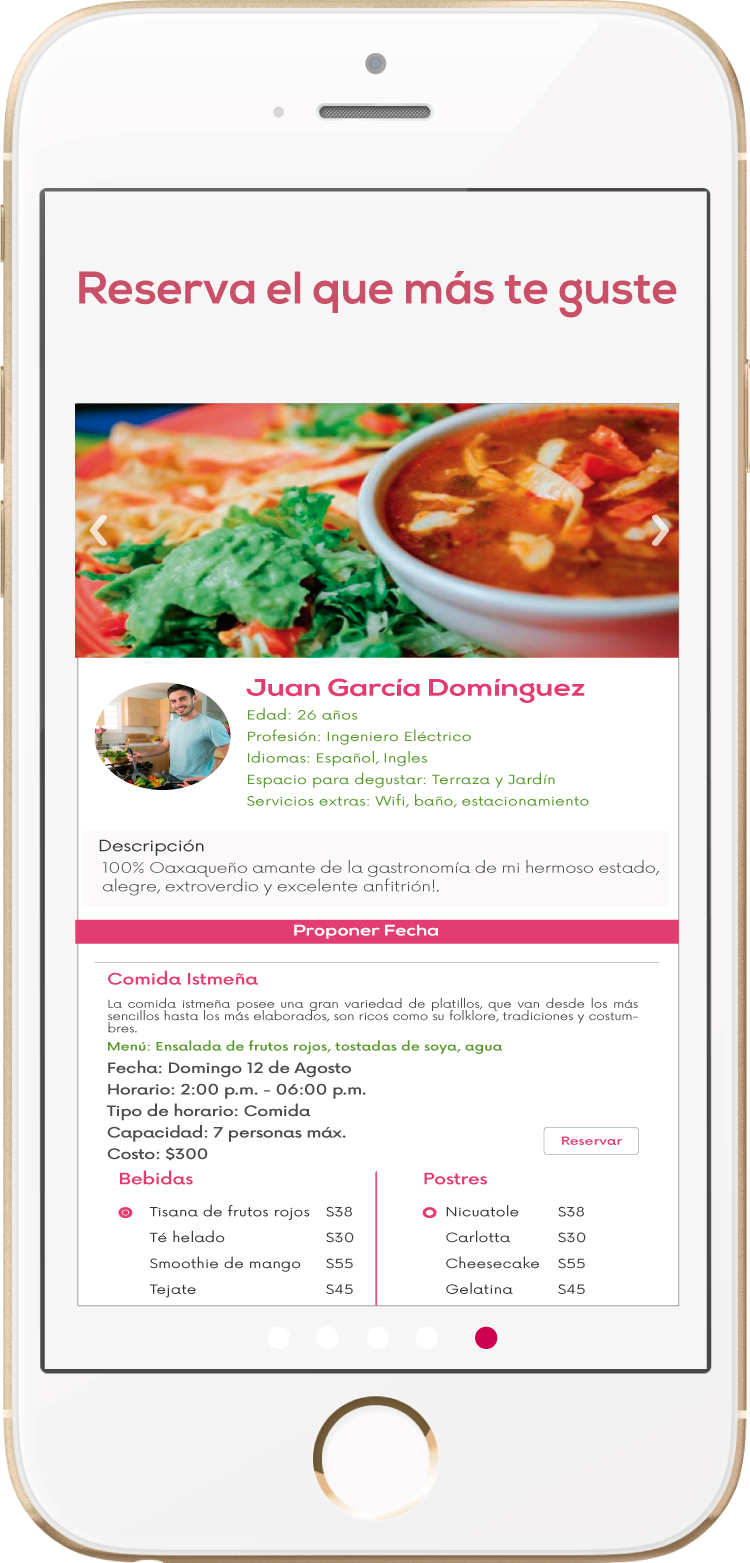 Reserva el que más te guste
Juan García Domínguez
Edad: 26 años
Profesión: Ingeniero Eléctrico
Idiomas: Español, Ingles
Espacio para degustar: Terraza y Jardín
Servicios extras: Wifi, baño, estacionamiento
Descripción
100% Oaxaqueño amante de la gastronomía de mi hermoso estado,
alegre, extroverdio y excelente anfitrión!.
Proponer Fecha
Comida Istmeña
La comida istmeña posee una gran variedad de platillos, que van desde los más
sencillos hasta los más elaborados, son ricos como su folklore, tradiciones y costum-
bres.
Menú: Ensalada de frutos rojos, tostadas de soya, agua
Fecha: Domingo 12 de Agosto
Horario: 2:00 p.m. - 06:00 p.m.
Tipo de horario: Comida
Capacidad: 7 personas máx.
Costo: $300
Reservar
Bebidas
Tisana de frutos rojos S38
Té helado S30
Smoothie de mango S55
Tejate S45
Postres
Nicuatole S38
Carlotta S30
Cheesecake S55
Gelatina S45